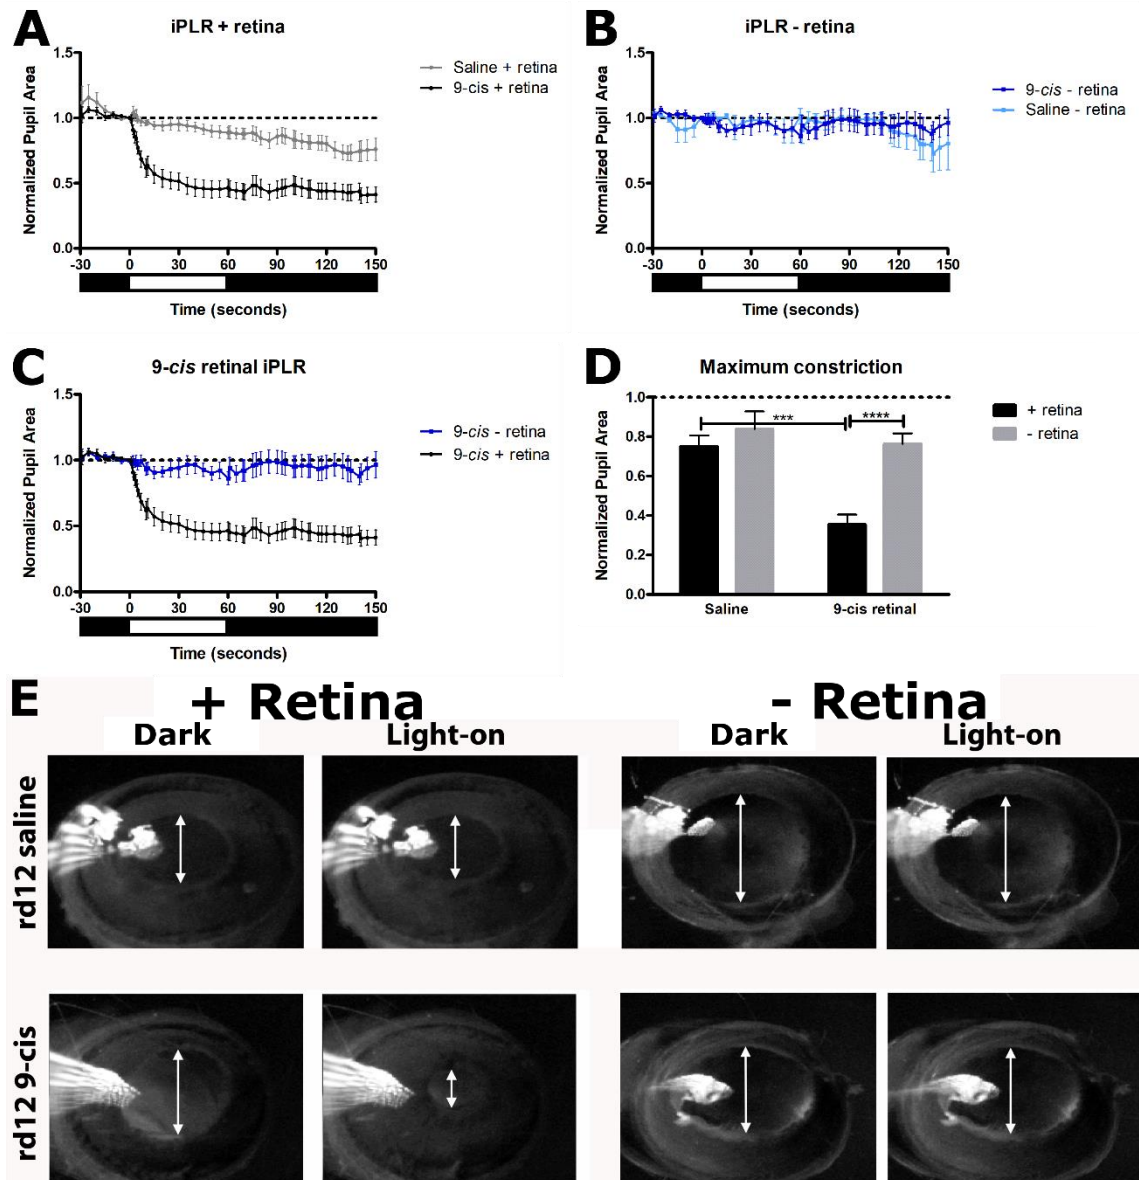 A
iPLR + retina
Normalized Pupil Area
1.5
1.0
0.5
0.0
-30 0 30 60 90 120 150
Time (seconds)
Saline + retina
9-cis + retina
B
iPLR - retina
Normalized Pupil Area
1.5
1.0
0.5
0.0
-30 0 30 60 90 120 150
Time (seconds)
9-cis - retina
Saline - retina
C
9-cis retinal iPLR
Normalized Pupil Area
1.5
1.0
0.5
0.0
-30 0 30 60 90 120 150
Time (seconds)
9-cis - retina
9-cis + retina
D
Maximum constriction
Normalized Pupil Area
1.0
0.8
0.6
0.4
0.2
0.0
*** ****
Saline 9-cis retinal
+ retina
- retina
E
+ Retina - Retina
Dark Light-on Dark Light-on
rd12 saline
rd12 9-cis